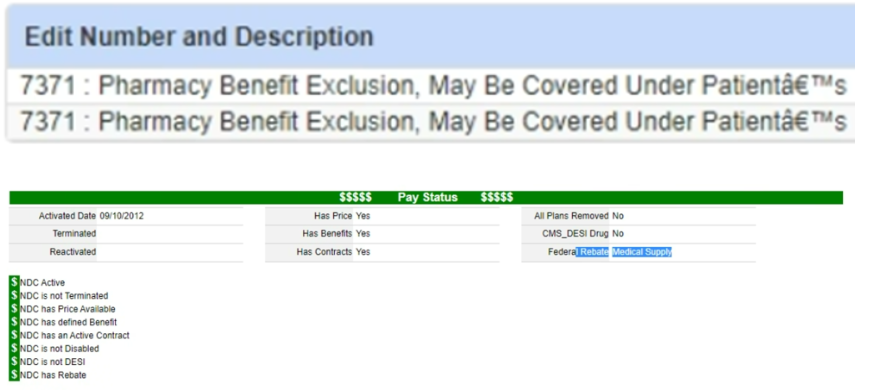 Edit Number and Description
7371 : Pharmacy Benefit Exclusion, May Be Covered Under Patientâ€™s
7371 : Pharmacy Benefit Exclusion, May Be Covered Under Patientâ€™s
$$$$$ Pay Status $$$$$
Activated Date 09/10/2012 Has Price Yes All Plans Removed No
Terminated Has Benefits Yes CMS_DESI Drug No
Reactivated Has Contracts Yes Federal Rebate Medical Supply
$ NDC Active
$ NDC is not Terminated
$ NDC has Price Available
$ NDC has defined Benefit
$ NDC has an Active Contract
$ NDC is not Disabled
$ NDC is not DESI
$ NDC has Rebate